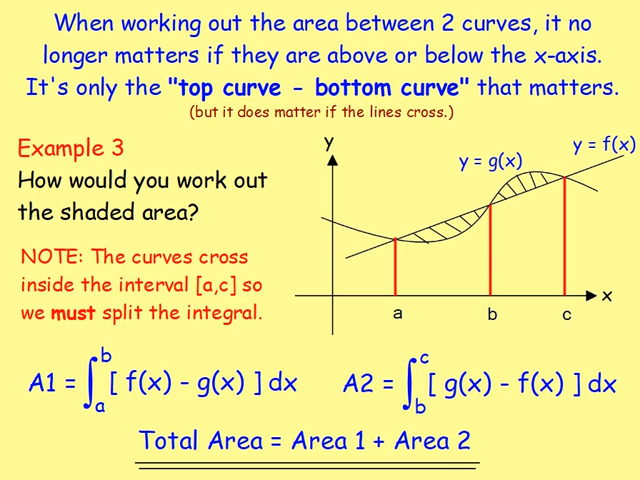 When working out the area between 2 curves, it no
longer matters if they are above or below the x-axis.
It's only the "top curve - bottom curve" that matters.
(but it does matter if the lines cross.)
Example 3
How would you work out
the shaded area?
NOTE: The curves cross
inside the interval [a,c] so
we must split the integral.
y
y = g(x)
y = f(x)
x
a
b
c
A1 = ∫ₐᵇ [ f(x) - g(x) ] dx
A2 = ∫_b^c [ g(x) - f(x) ] dx
Total Area = Area 1 + Area 2